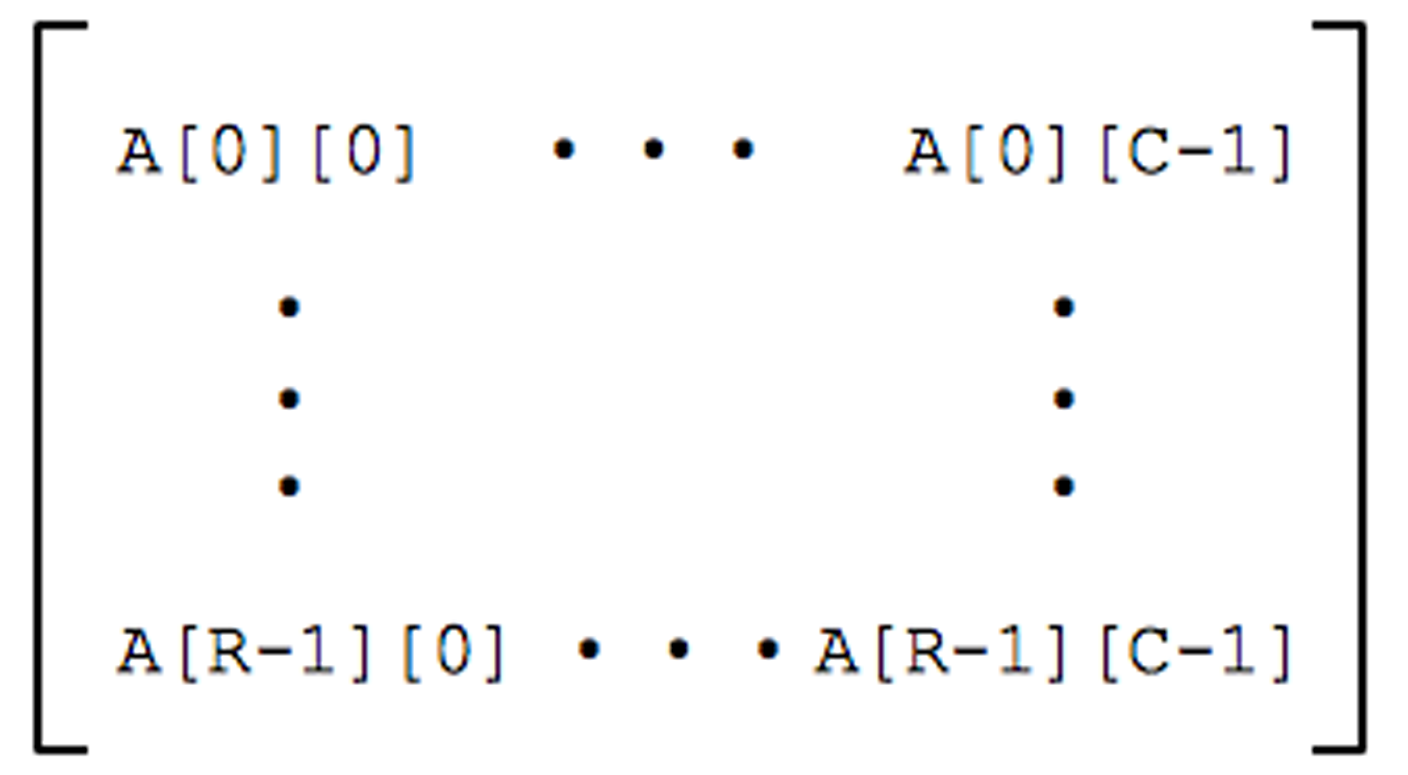 A[0][0] • • • A[0][C-1]
• •
• •
• •
A[R-1][0] • • • A[R-1][C-1]